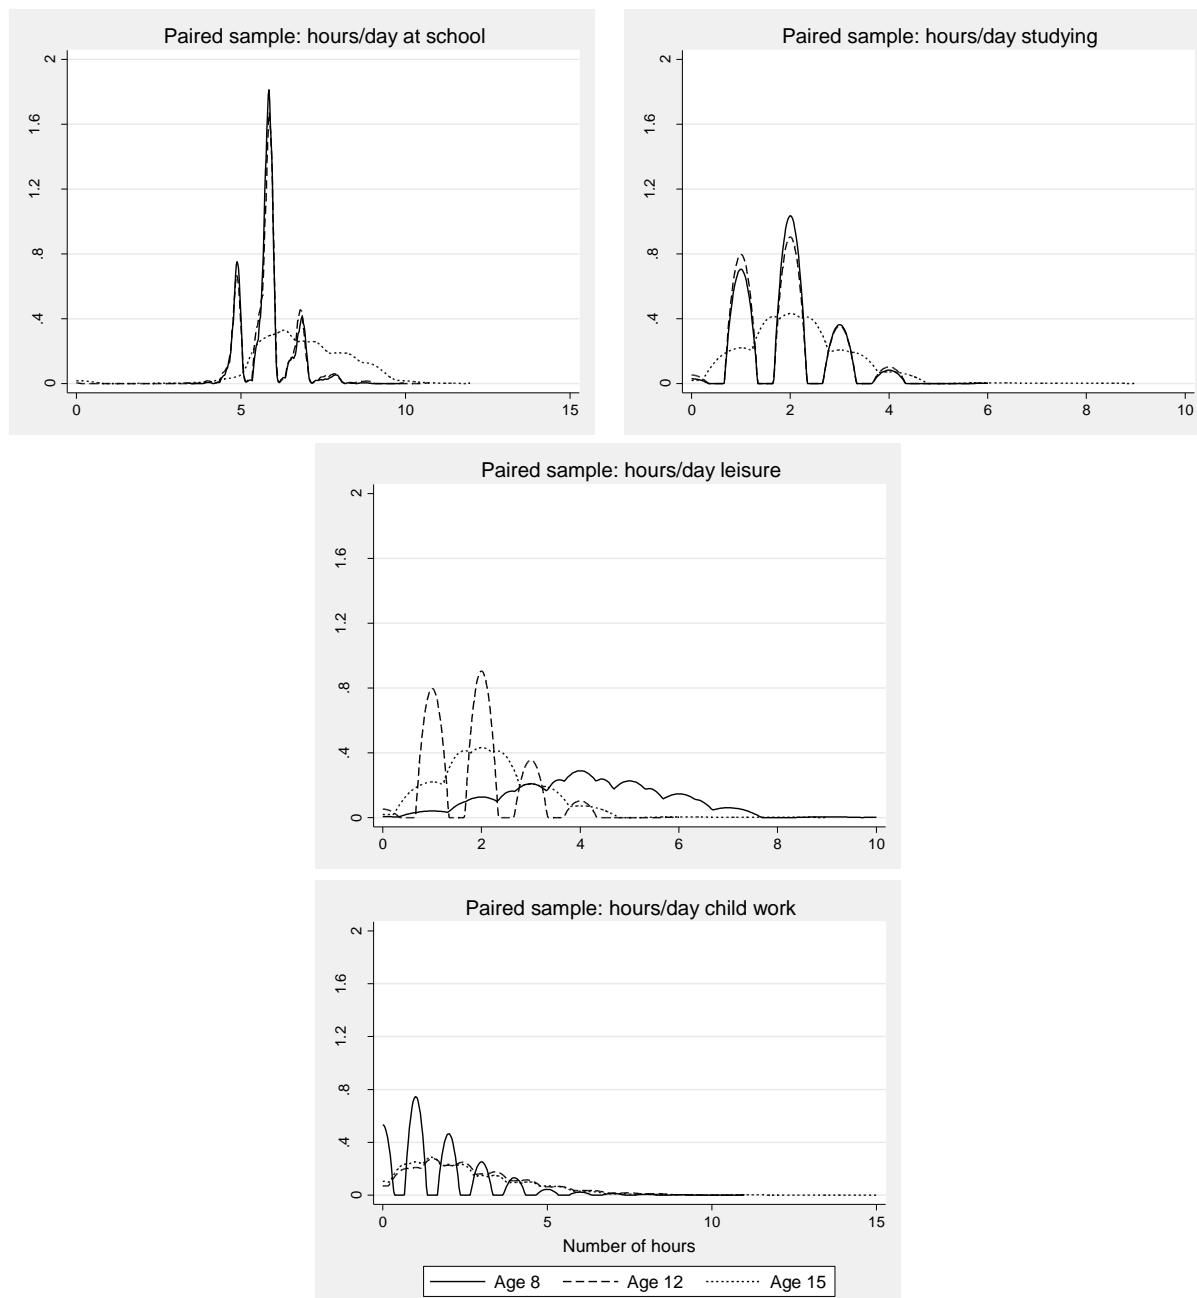 Paired sample: hours/day at school
2
1.6
1.2
.8
.4
0
0 5 10 15
Paired sample: hours/day studying
2
1.6
1.2
.8
.4
0
0 2 4 6 8 10
Paired sample: hours/day leisure
2
1.6
1.2
.8
.4
0
0 2 4 6 8 10
Paired sample: hours/day child work
2
1.6
1.2
.8
.4
0
0 5 10 15
Number of hours
Age 8 Age 12 Age 15